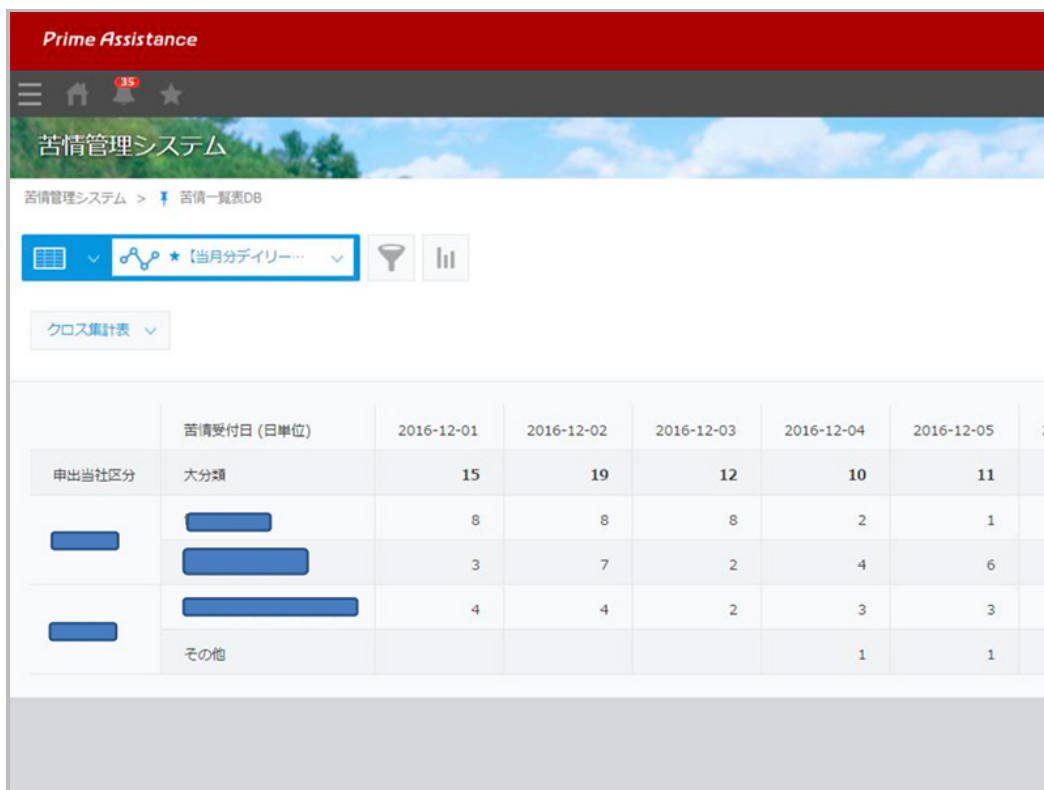 Prime Assistance
35
苦情管理システム
苦情管理システム > 苦情一覧表DB
★【当月分デイリー…
クロス集計表
苦情受付日 (日単位) 2016-12-01 2016-12-02 2016-12-03 2016-12-04 2016-12-05
申出当社区分 大分類 15 19 12 10 11
8 8 8 2 1
3 7 2 4 6
4 4 2 3 3
その他 1 1